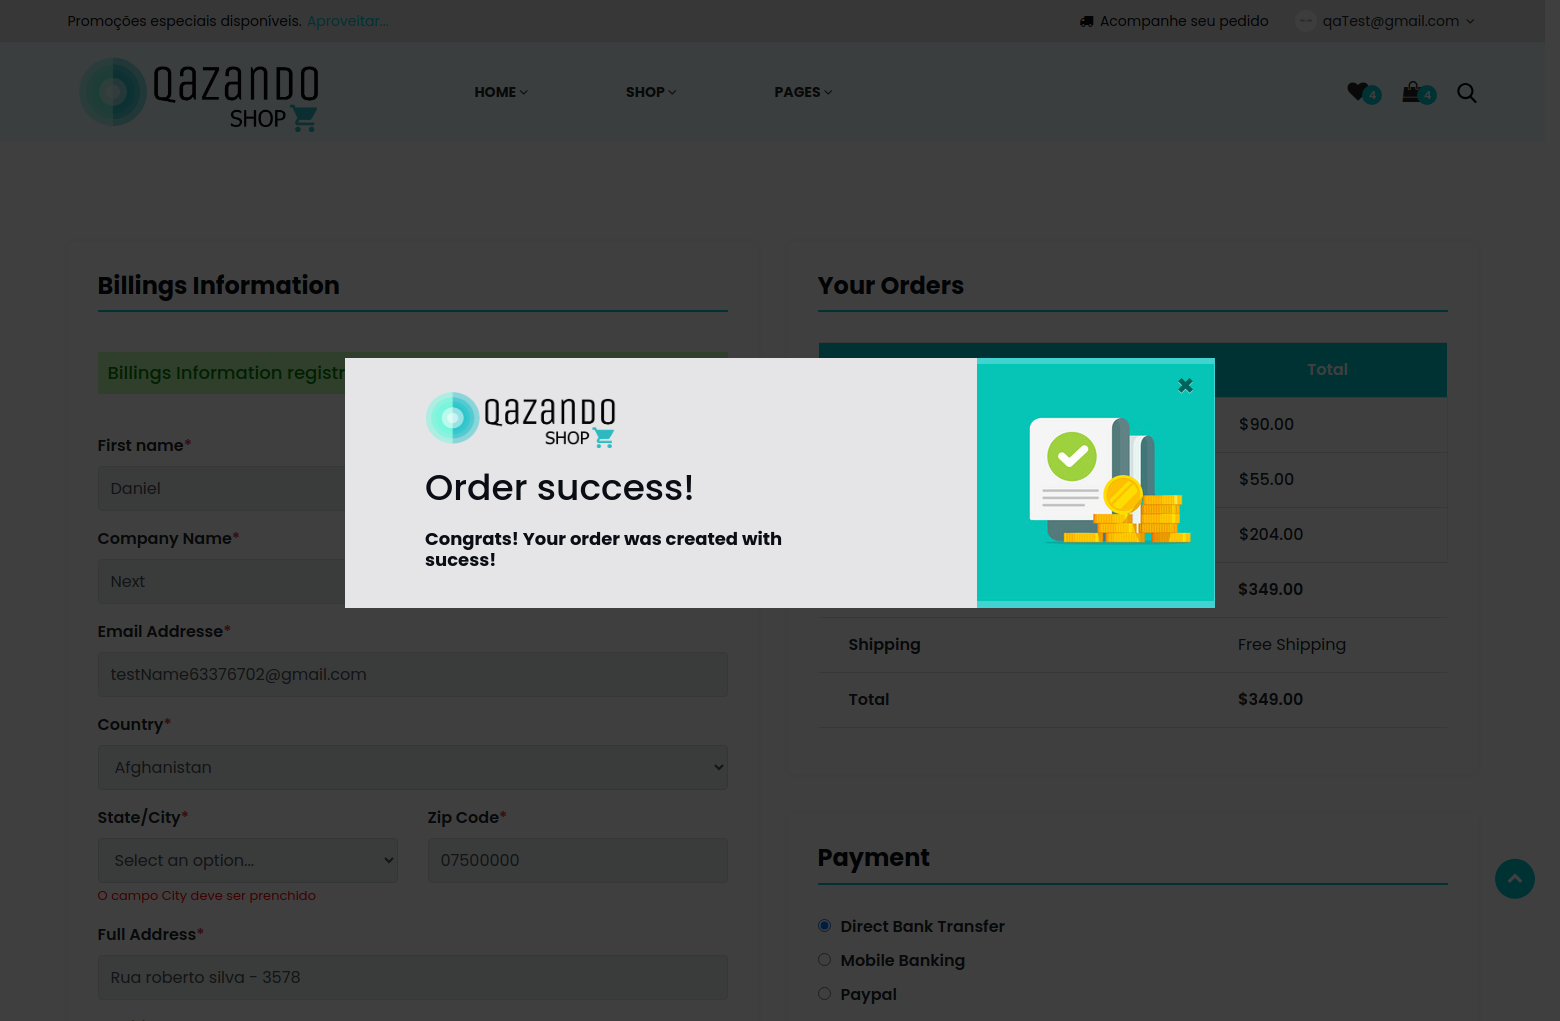 Promoções especiais disponíveis. Aproveitar...
Acompanhe seu pedido
qaTest@gmail.com
QAZANDO
SHOP
HOME
SHOP
PAGES
4
4
Billings Information
Billings Information registr
First name*
Daniel
Company Name*
Next
Email Addresse*
testName63376702@gmail.com
Country*
Afghanistan
State/City*
Select an option...
O campo City deve ser prenchido
Zip Code*
07500000
Full Address*
Rua roberto silva - 3578
QAZANDO
SHOP
Order success!
Congrats! Your order was created with
sucess!
Your Orders
Total
$90.00
$55.00
$204.00
$349.00
Shipping Free Shipping
Total $349.00
Payment
Direct Bank Transfer
Mobile Banking
Paypal